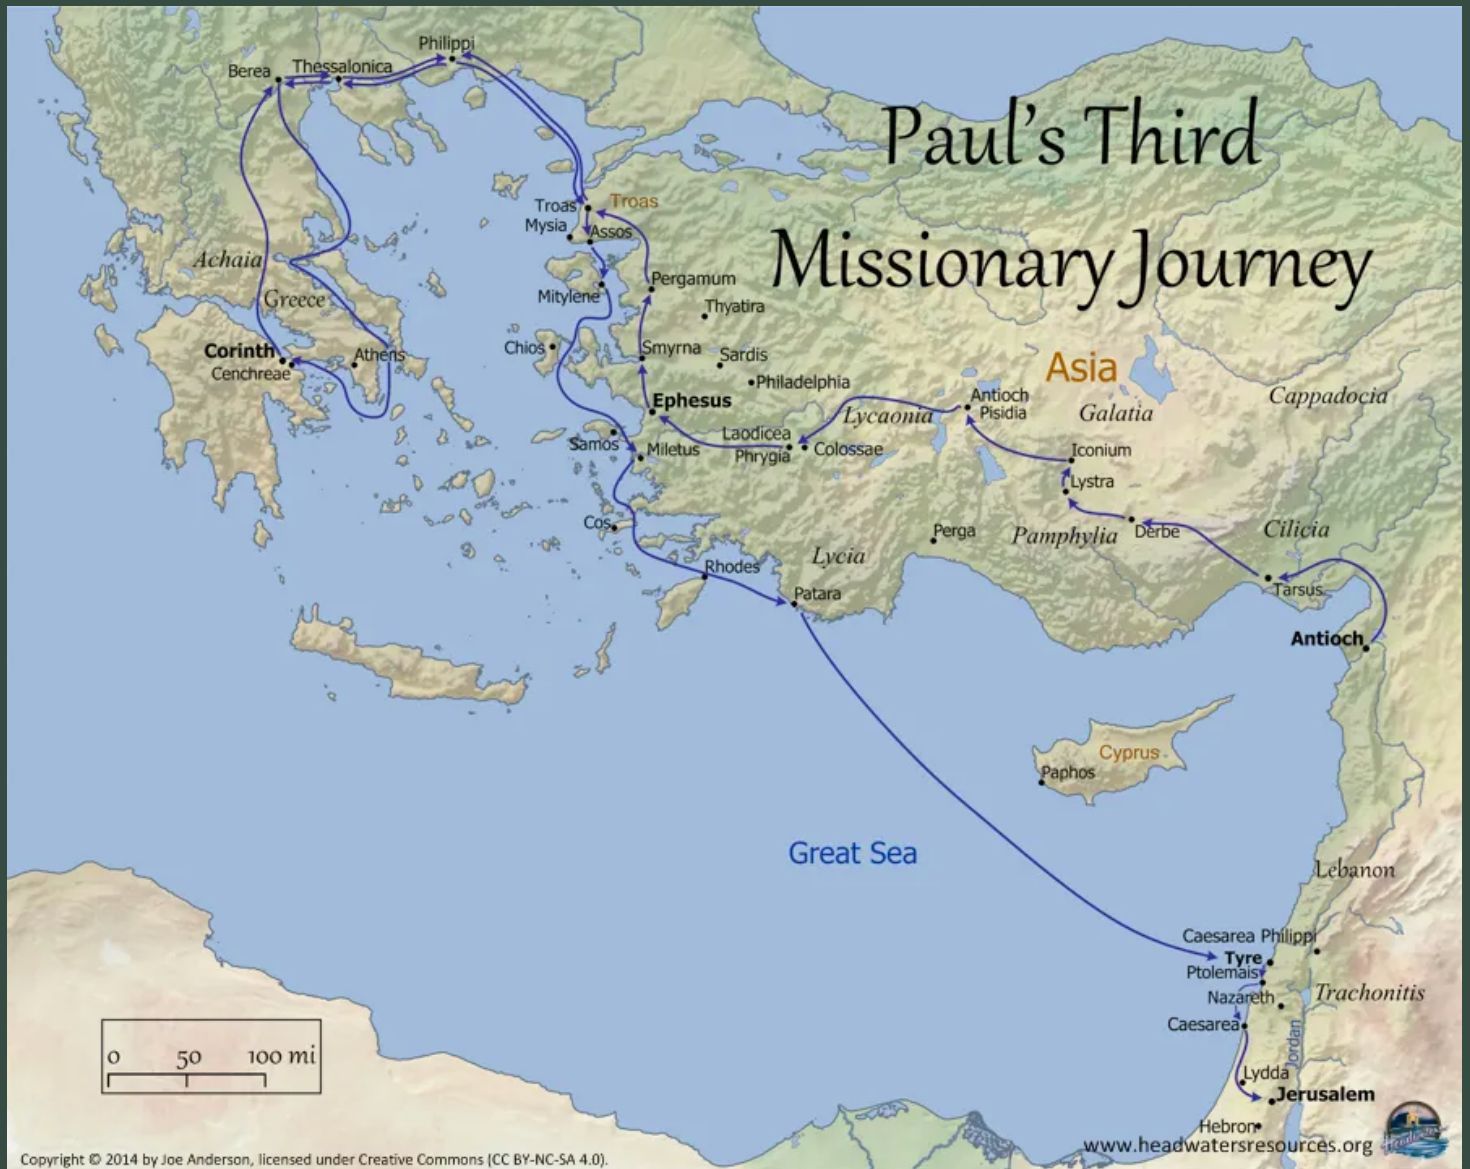 Paul's Third
Missionary Journey
Philippi
Berea
Thessalonica
Troas
Troas
Mysia
Assos
Achaia
Greece
Pergamum
Mitylene
Thyatira
Corinth
Cenchreae
Athens
Chios
Smyrna
Sardis
Philadelphia
Asia
Cappadocia
Ephesus
Lycaonia
Antioch
Pisidia
Galatia
Samos
Miletus
Laodicea
Phrygia
Colossae
Iconium
Lystra
Cos
Perga
Pamphylia
Derbe
Cilicia
Lycia
Rhodes
Patara
Tarsus
Antioch
Cyprus
Paphos
Great Sea
Lebanon
Caesarea Philippi
Tyre
Ptolemais
Nazareth
Trachonitis
Caesarea
Jordan
Lydda
Jerusalem
Hebron
0 50 100 mi
www.headwatersresources.org
Copyright © 2014 by Joe Anderson, licensed under Creative Commons (CC BY-NC-SA 4.0).